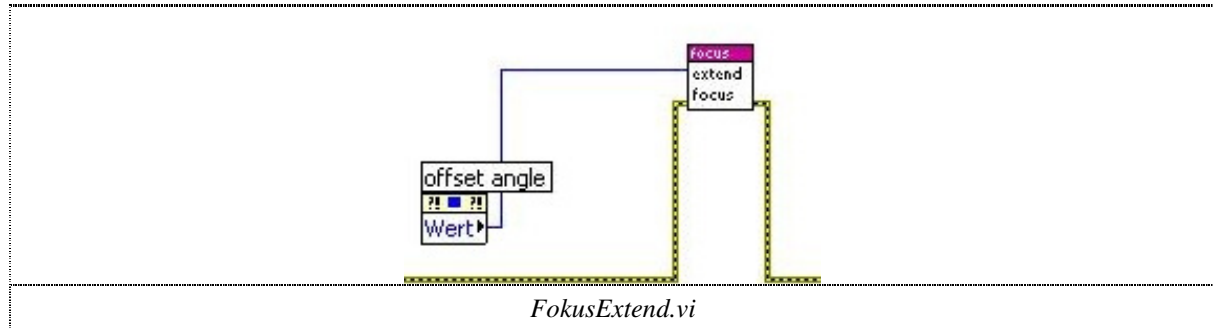 focus
extend
focus
offset angle
?! ?!
Wert
FokusExtend.vi